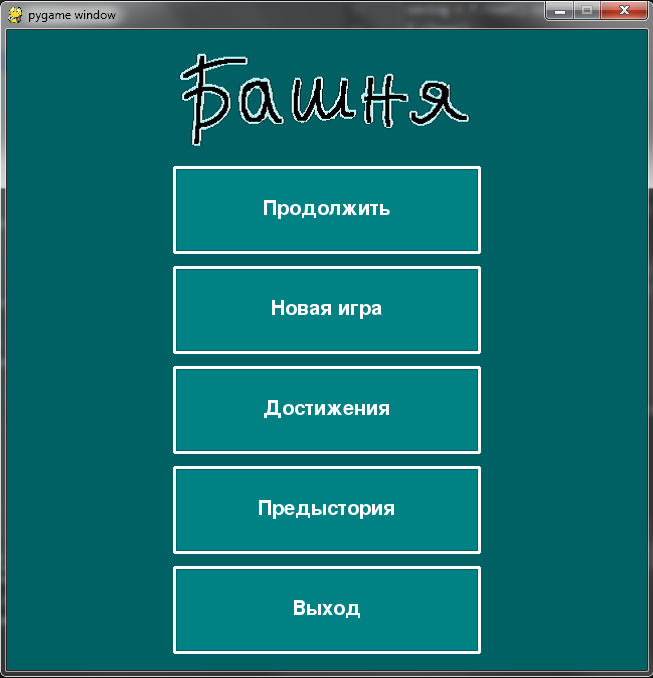 pygame window
Башня
Продолжить
Новая игра
Достижения
Предыстория
Выход